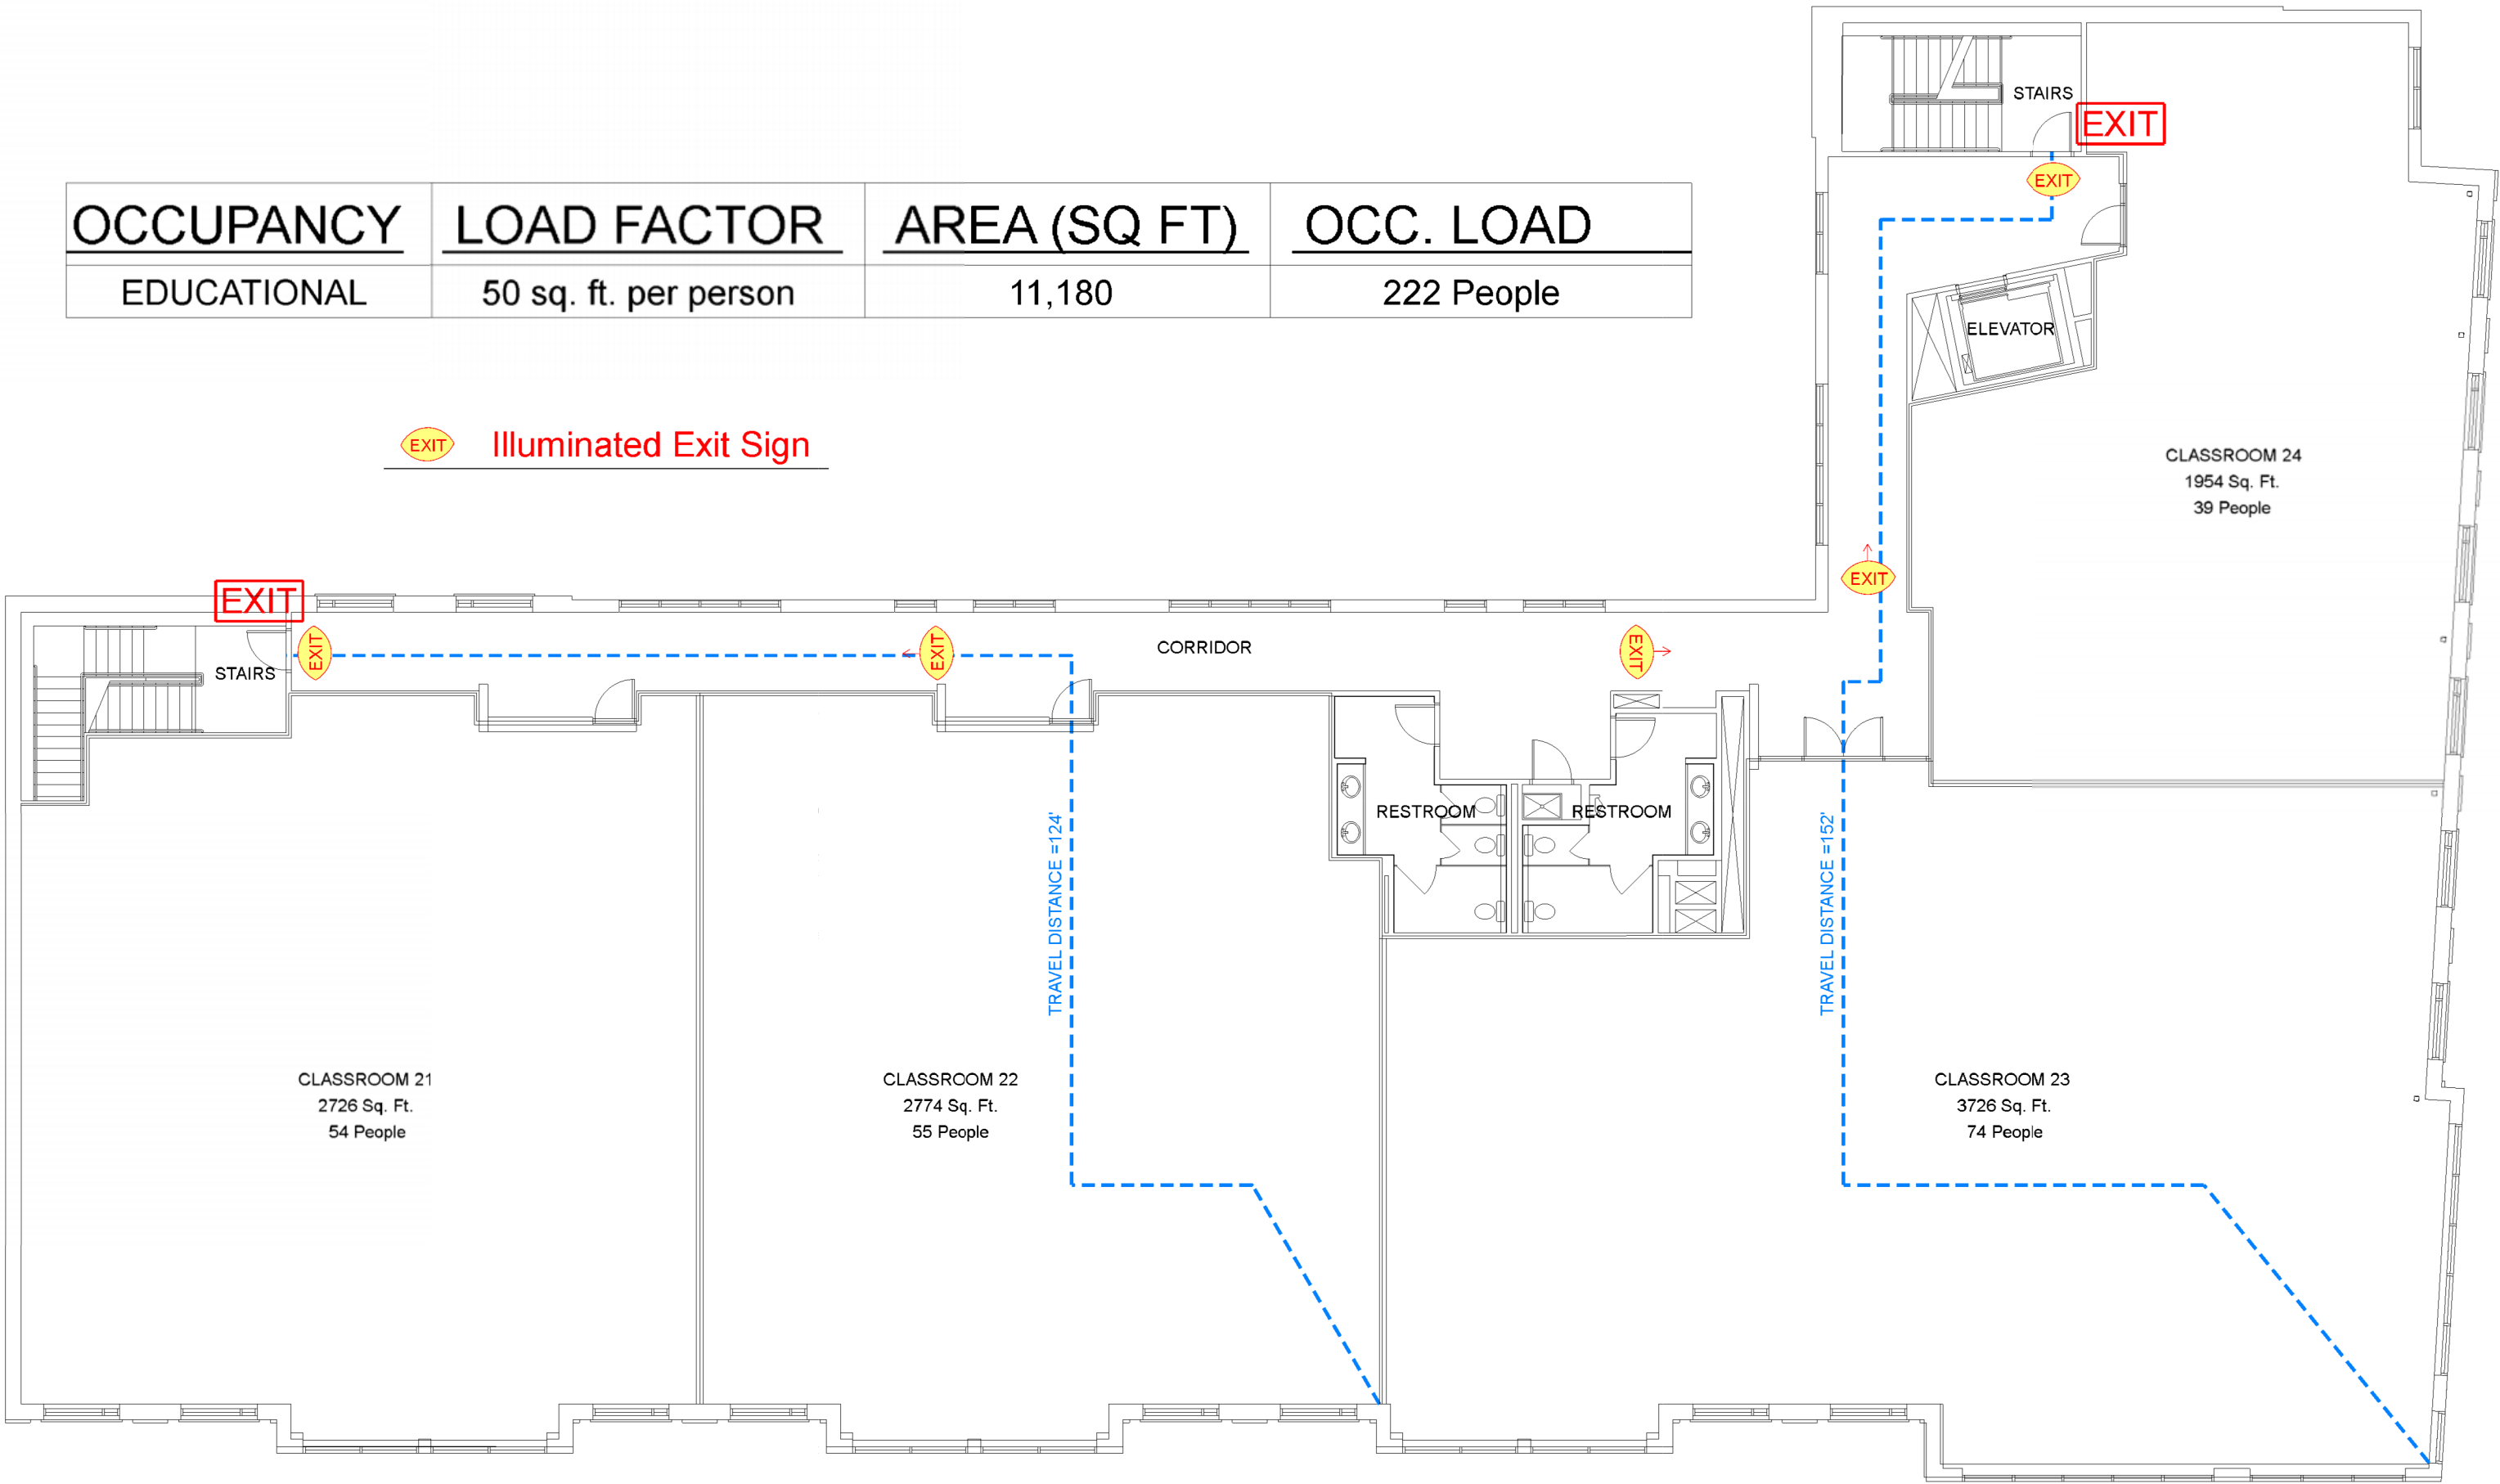 STAIRS
EXIT
EXIT
OCCUPANCY LOAD FACTOR AREA (SQ FT) OCC. LOAD
EDUCATIONAL 50 sq. ft. per person 11,180 222 People
ELEVATOR
EXIT Illuminated Exit Sign
CLASSROOM 24
1954 Sq. Ft.
39 People
EXIT
EXIT
EXIT
EXIT
EXIT
CORRIDOR
STAIRS
RESTROOM
RESTROOM
TRAVEL DISTANCE =124'
TRAVEL DISTANCE =152'
CLASSROOM 21
2726 Sq. Ft.
54 People
CLASSROOM 22
2774 Sq. Ft.
55 People
CLASSROOM 23
3726 Sq. Ft.
74 People